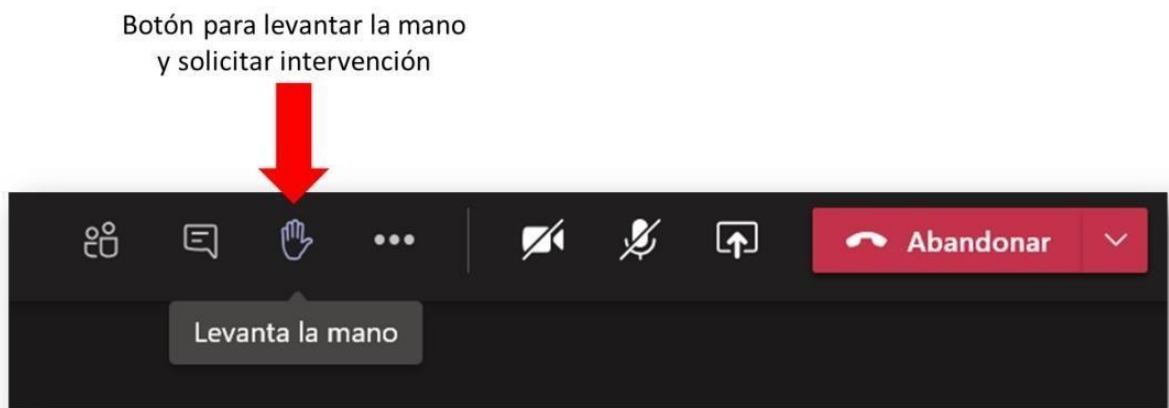 Botón para levantar la mano
y solicitar intervención
Abandonar
Levanta la mano